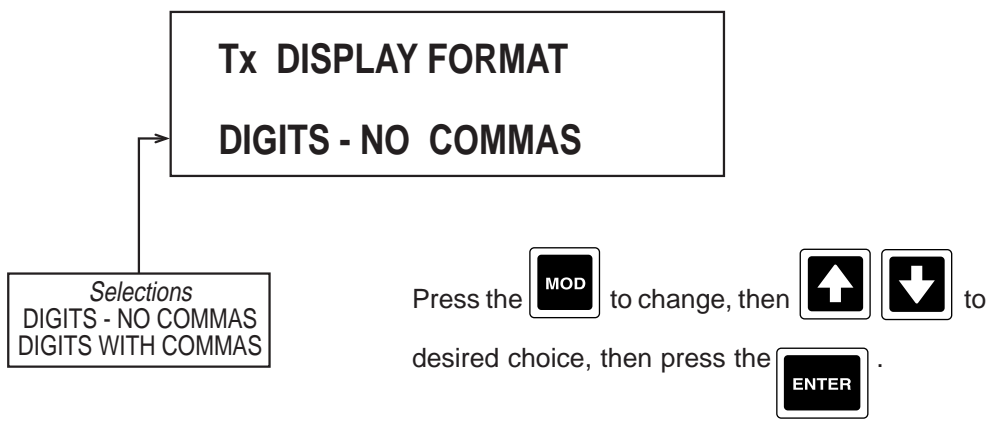 Tx DISPLAY FORMAT
DIGITS - NO COMMAS
Selections
DIGITS - NO COMMAS
DIGITS WITH COMMAS
Press the MOD to change, then to
desired choice, then press the ENTER .